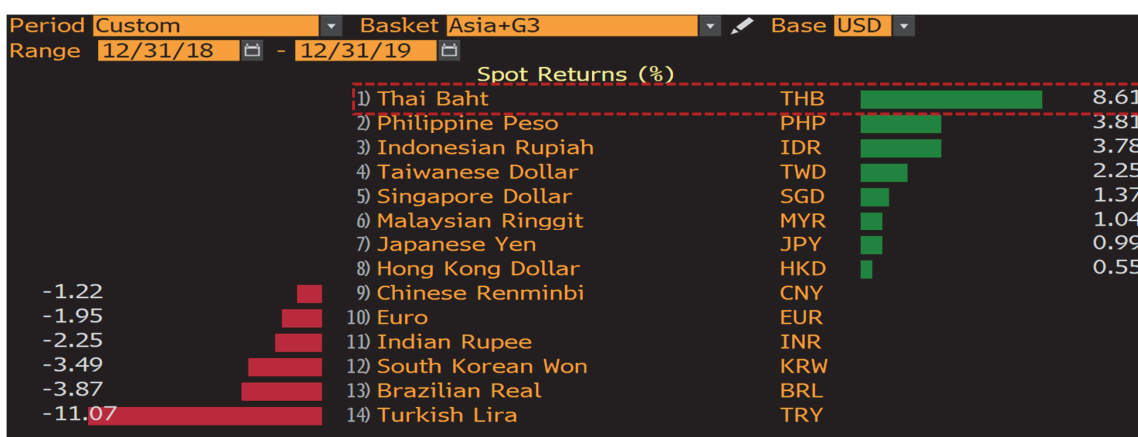 Period Custom Basket Asia+G3 Base USD
Range 12/31/18 - 12/31/19
Spot Returns (%)
1) Thai Baht THB 8.61
2) Philippine Peso PHP 3.81
3) Indonesian Rupiah IDR 3.78
4) Taiwanese Dollar TWD 2.25
5) Singapore Dollar SGD 1.37
6) Malaysian Ringgit MYR 1.04
7) Japanese Yen JPY 0.99
8) Hong Kong Dollar HKD 0.55
-1.22 9) Chinese Renminbi CNY
-1.95 10) Euro EUR
-2.25 11) Indian Rupee INR
-3.49 12) South Korean Won KRW
-3.87 13) Brazilian Real BRL
-11.07 14) Turkish Lira TRY